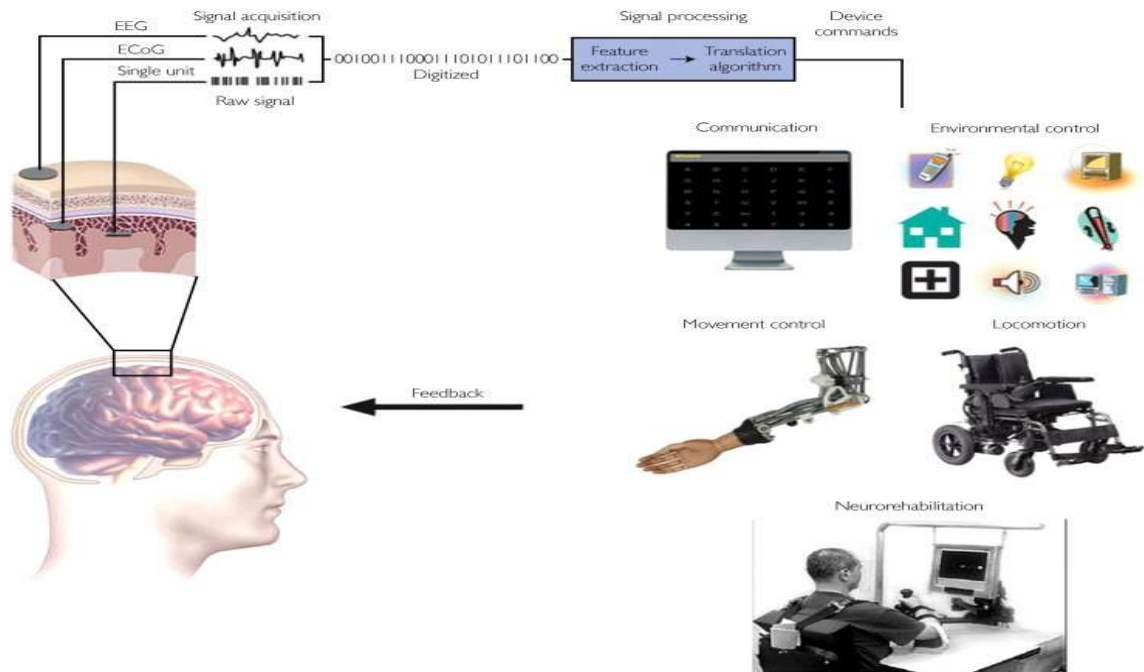 Signal acquisition
Signal processing
Device
commands
EEG
ECoG
Single unit
Raw signal
00100111000111010111101100
Digitized
Feature
extraction
Translation
algorithm
Communication
Environmental control
Movement control
Locomotion
Feedback
Neurorehabilitation